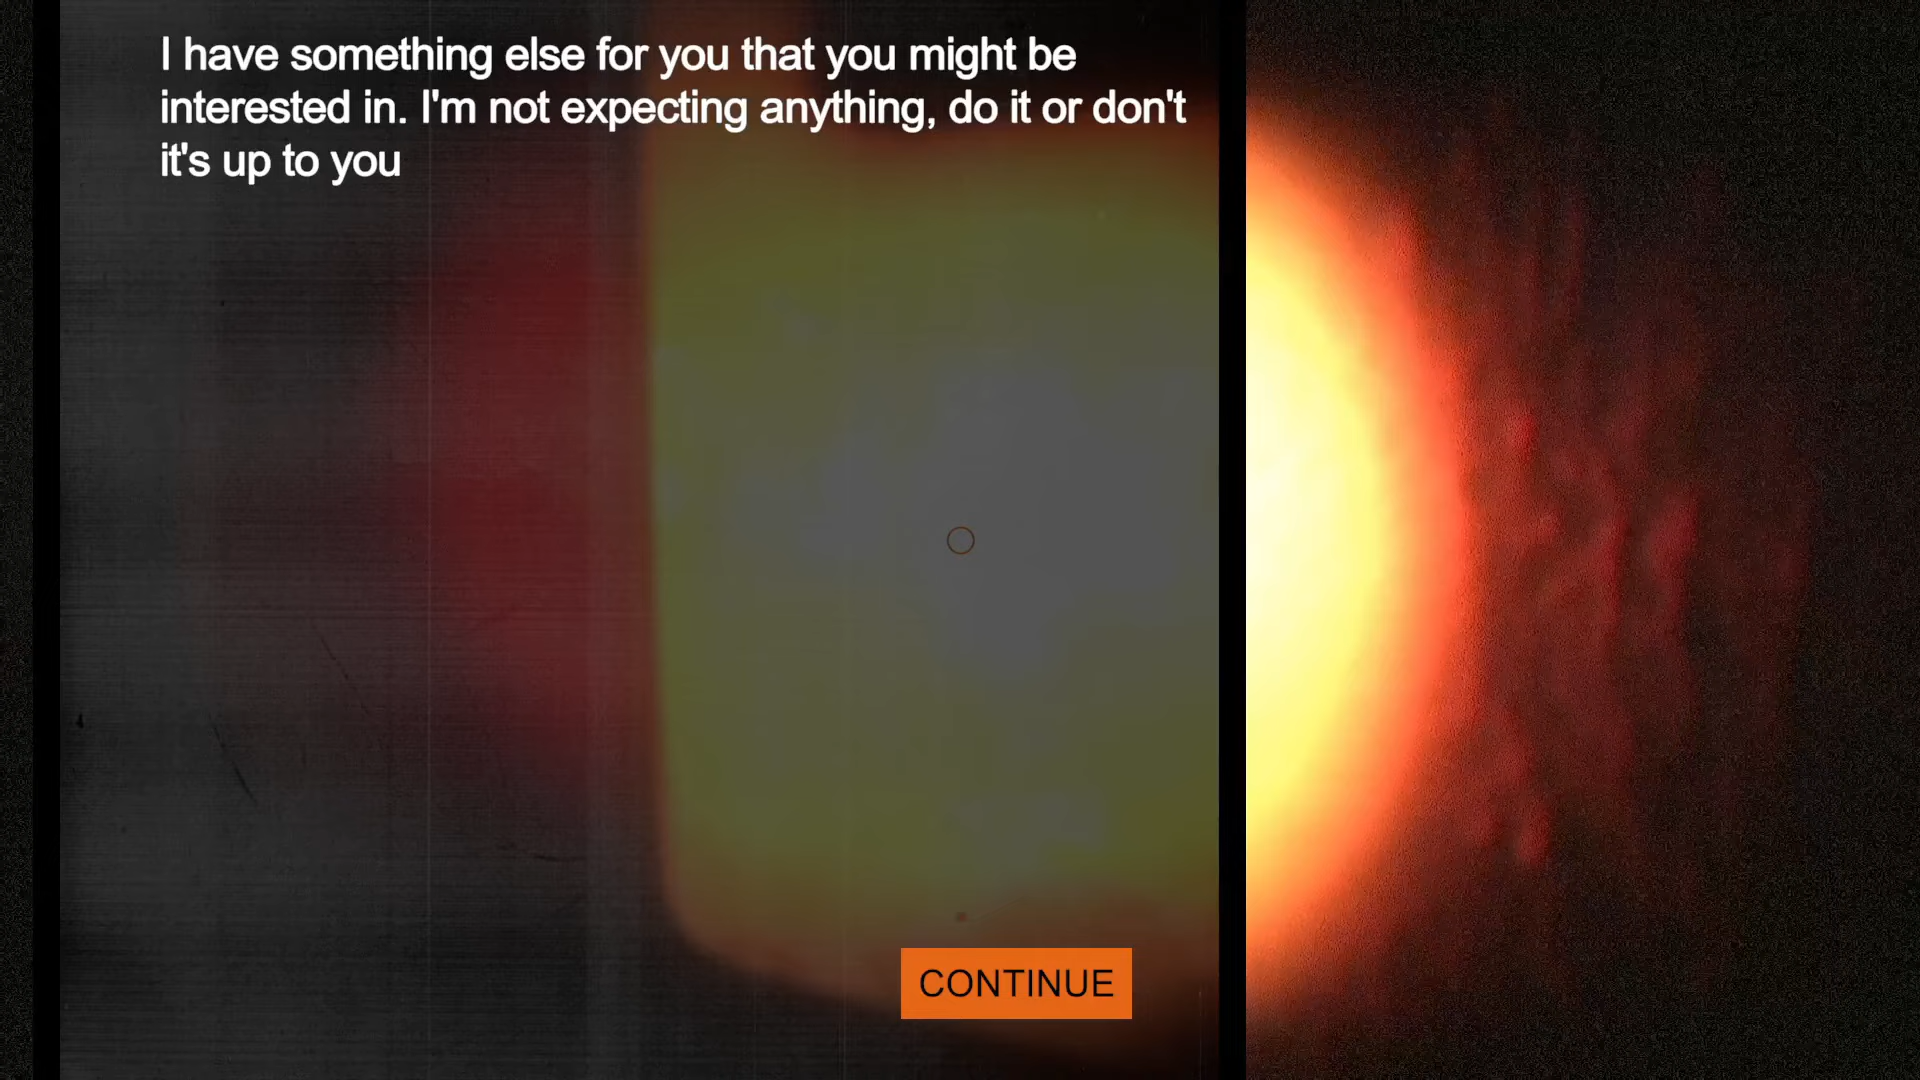 I have something else for you that you might be
interested in. I'm not expecting anything, do it or don't
it's up to you
CONTINUE